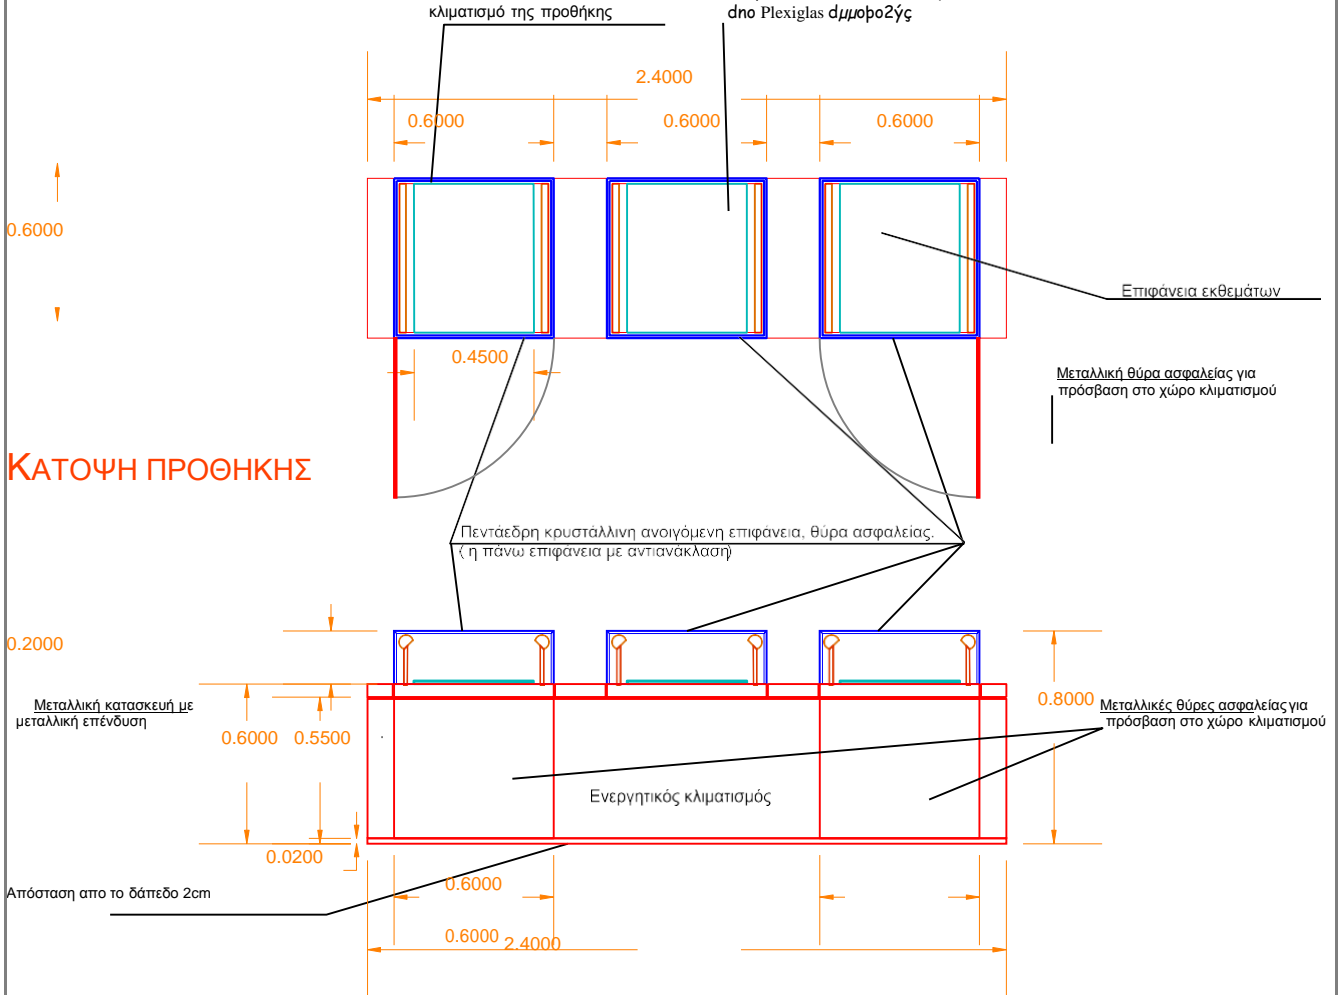 κλιματισμό της προθήκης
dno Plexiglas dμμοþο2ýς
2.4000
0.6000
0.6000
0.6000
0.6000
Επιφάνεια εκθεμάτων
0.4500
Μεταλλική θύρα ασφαλείας για
πρόσβαση στο χώρο κλιματισμού
ΚΑΤΟΨΗ ΠΡΟΘΗΚΗΣ
Πεντάεδρη κρυστάλλινη ανοιγόμενη επιφάνεια, θύρα ασφαλείας.
( η πάνω επιφάνεια με αντιανάκλαση)
0.2000
Μεταλλική κατασκευή με
μεταλλική επένδυση
0.6000
0.5500
0.8000
Μεταλλικές θύρες ασφαλείας για
πρόσβαση στο χώρο κλιματισμού
Ενεργητικός κλιματισμός
0.0200
Απόσταση απο το δάπεδο 2cm
0.6000
0.6000
2.4000